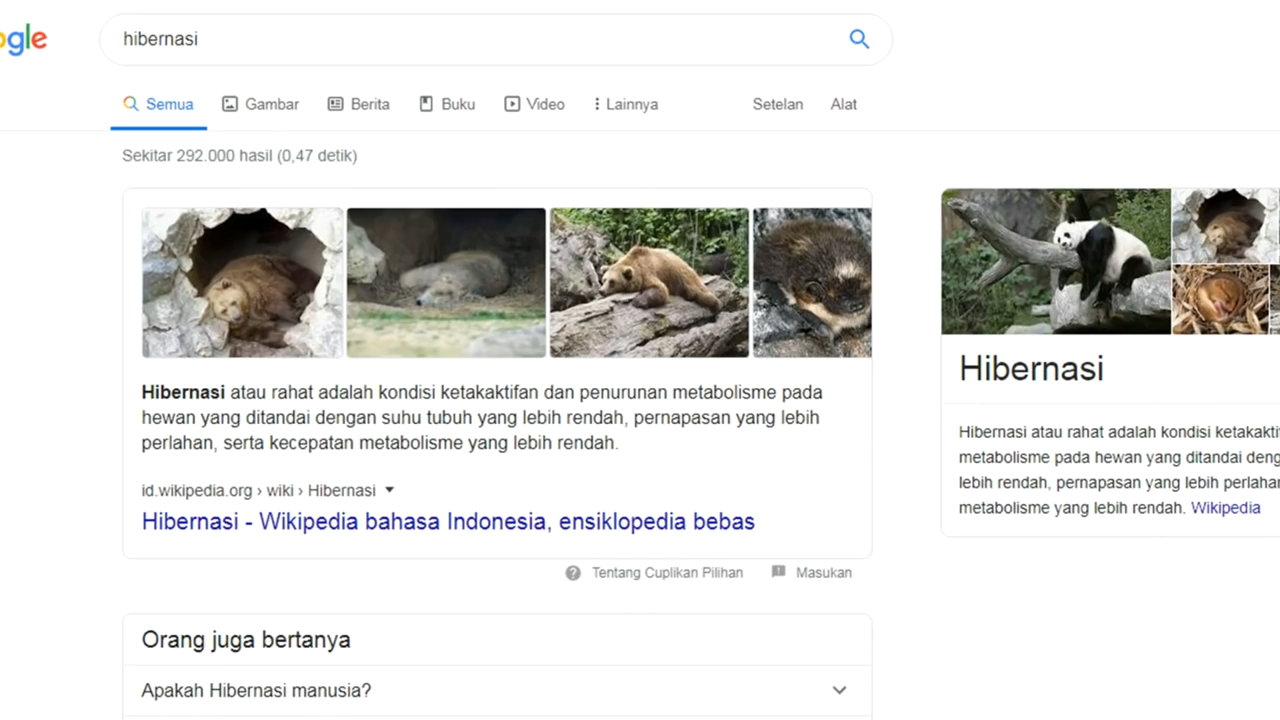 hibernasi
Semua Gambar Berita Buku Video Lainnya Setelan Alat
Sekitar 292.000 hasil (0,47 detik)
Hibernasi atau rahat adalah kondisi ketakaktifan dan penurunan metabolisme pada
hewan yang ditandai dengan suhu tubuh yang lebih rendah, pernapasan yang lebih
perlahan, serta kecepatan metabolisme yang lebih rendah.
id.wikipedia.org › wiki › Hibernasi
Hibernasi - Wikipedia bahasa Indonesia, ensiklopedia bebas
Tentang Cuplikan Pilihan Masukan
Orang juga bertanya
Apakah Hibernasi manusia?
Hibernasi
Hibernasi atau rahat adalah kondisi
metabolisme pada hewan yang ditandai
lebih rendah, pernapasan yang lebih
metabolisme yang lebih rendah. Wikipedia